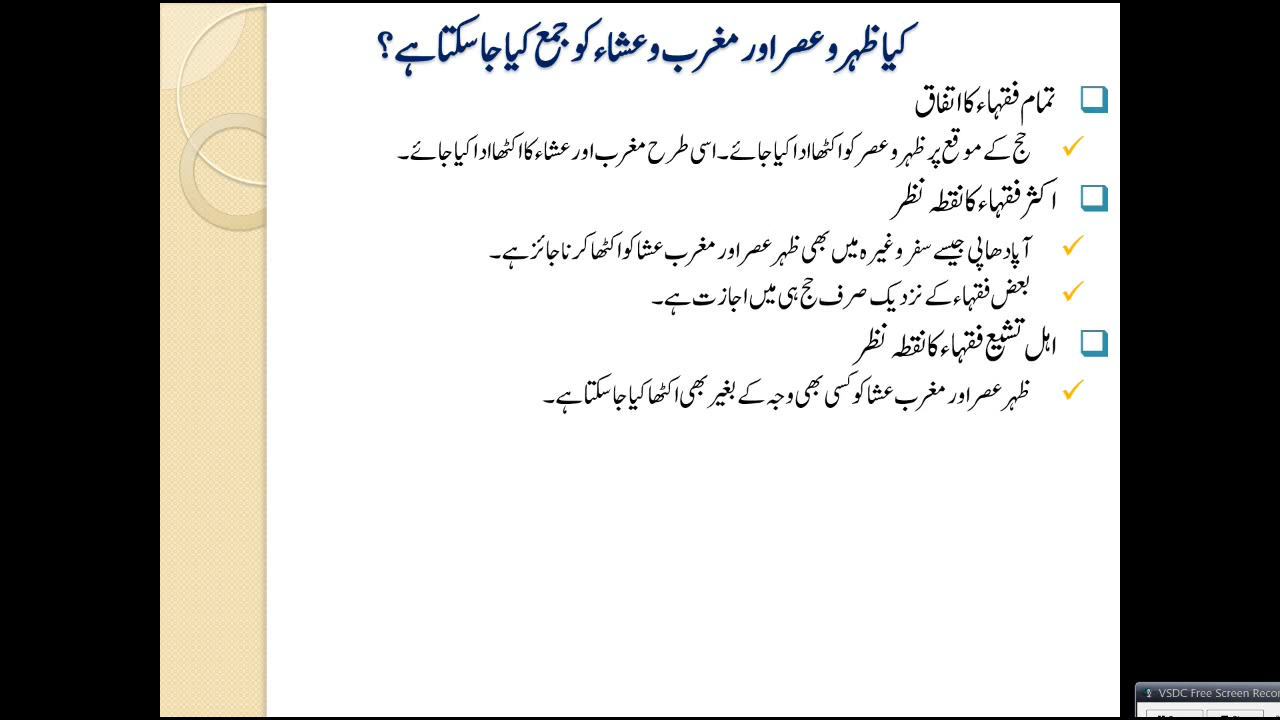 کیا ظہر و عصر اور مغرب و عشاء کو جمع کیا جا سکتا ہے؟
تمام فقہاء کا اتفاق
حج کے موقع پر ظہر و عصر کو اکٹھا ادا کیا جائے۔ اسی طرح مغرب اور عشاء کا اکٹھا ادا کیا جائے۔
اکثر فقہاء کا نقطہ نظر
آپا دھاپی جیسے سفر وغیرہ میں بھی ظہر عصر اور مغرب عشا کو اکٹھا کرنا جائز ہے۔
بعض فقہاء کے نزدیک صرف حج ہی میں اجازت ہے۔
اہل تشیع فقہاء کا نقطہ نظر
ظہر عصر اور مغرب عشا کو کسی بھی وجہ کے بغیر بھی اکٹھا کیا جا سکتا ہے۔
VSDC Free Screen Recor